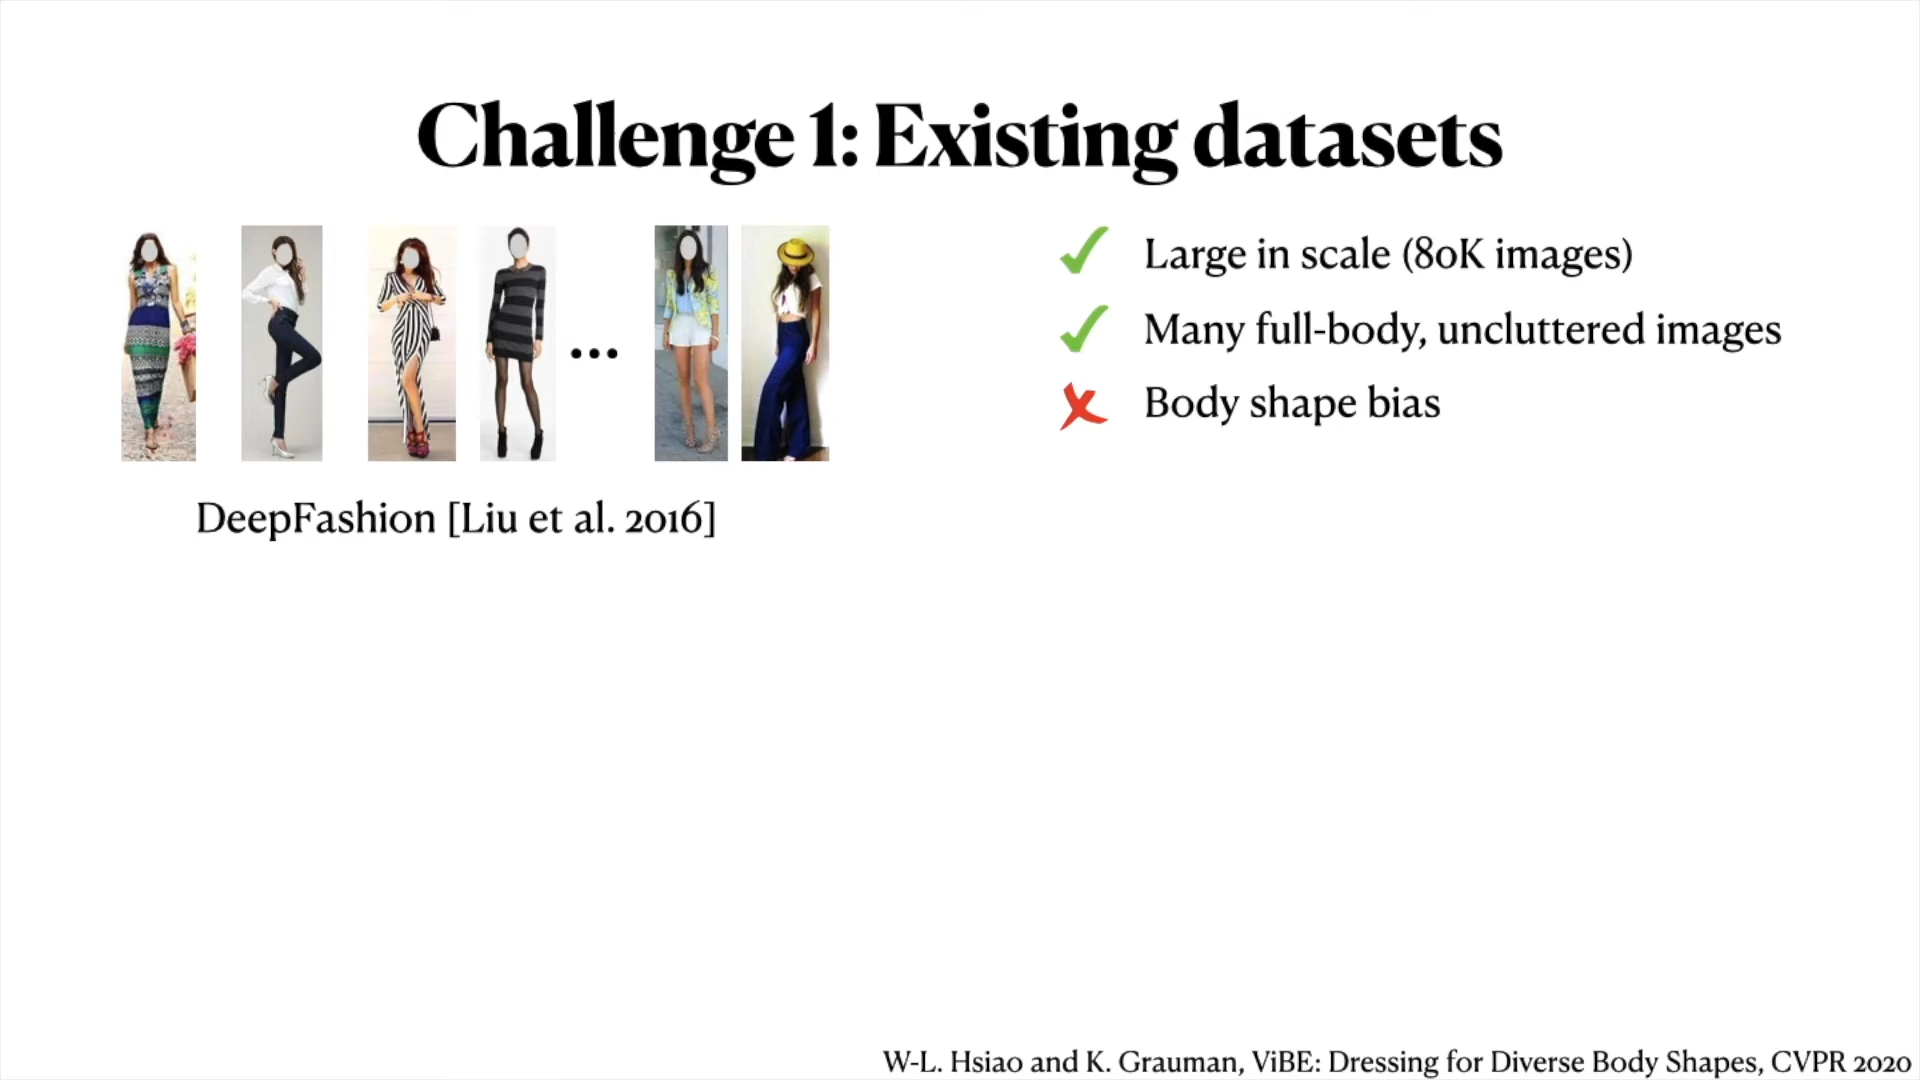 Challenge 1: Existing datasets
Large in scale (80K images)
Many full-body, uncluttered images
Body shape bias
DeepFashion [Liu et al. 2016]
W-L. Hsiao and K. Grauman, ViBE: Dressing for Diverse Body Shapes, CVPR 2020